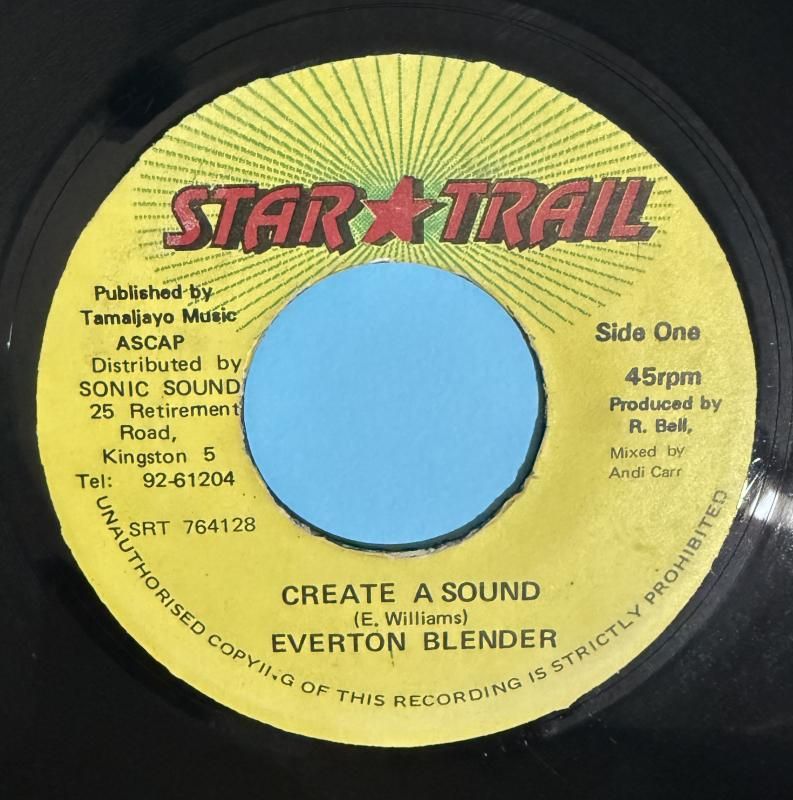 STAR TRAIL
Published by
Tamaljayo Music
ASCAP
Distributed by
SONIC SOUND
25 Retirement
Road,
Kingston 5
Tel: 92-61204
SRT 764128
Side One
45rpm
Produced by
R. Bell,
Mixed by
Andi Carr
CREATE A SOUND
(E. Williams)
EVERTON BLENDER
UNAUTHORISED COPYING OF THIS RECORDING IS STRICTLY PROHIBITED